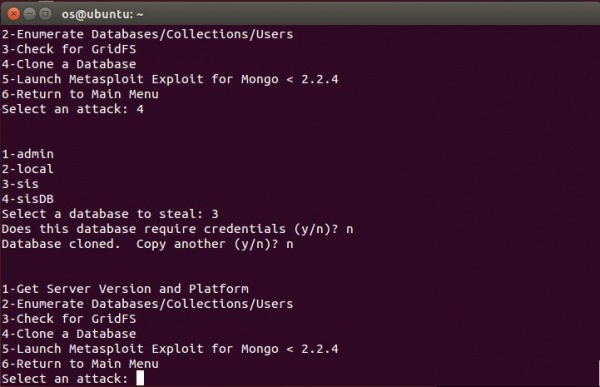 os@ubuntu: ~
2-Enumerate Databases/Collections/Users
3-Check for GridFS
4-Clone a Database
5-Launch Metasploit Exploit for Mongo < 2.2.4
6-Return to Main Menu
Select an attack: 4
1-admin
2-local
3-sis
4-sisDB
Select a database to steal: 3
Does this database require credentials (y/n)? n
Database cloned.  Copy another (y/n)? n
1-Get Server Version and Platform
2-Enumerate Databases/Collections/Users
3-Check for GridFS
4-Clone a Database
5-Launch Metasploit Exploit for Mongo < 2.2.4
6-Return to Main Menu
Select an attack: